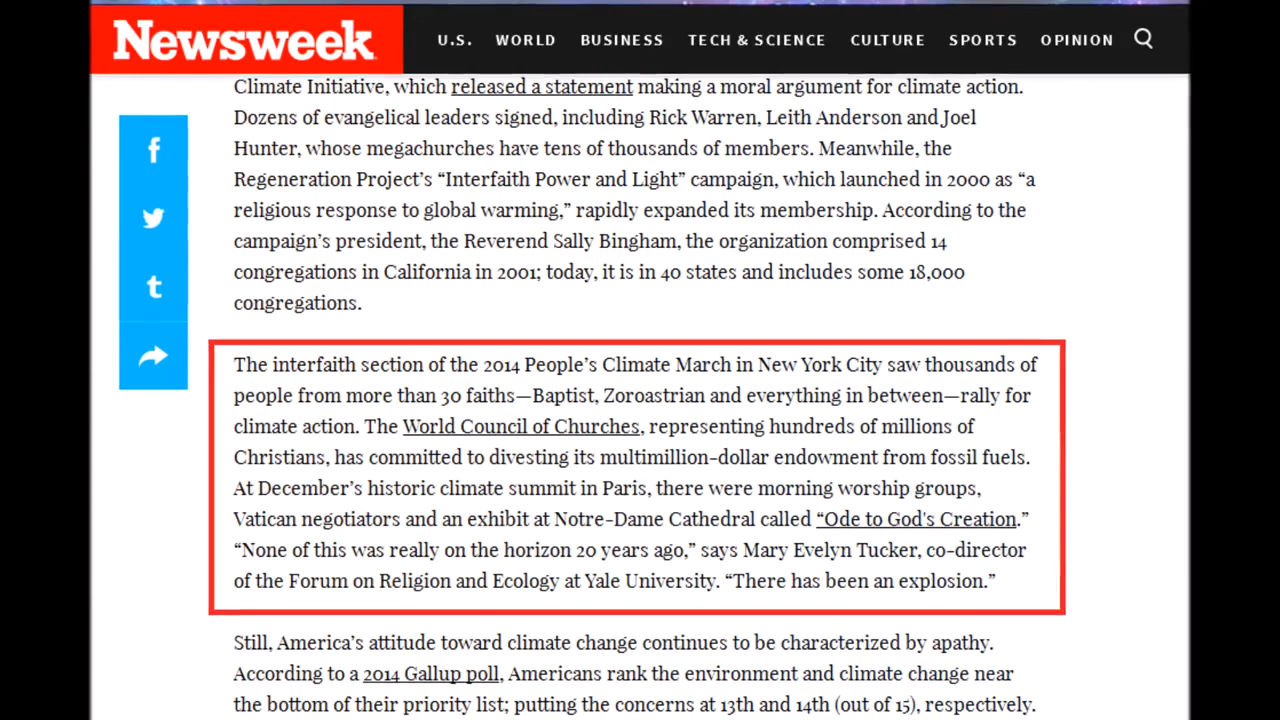 Newsweek
U.S. WORLD BUSINESS TECH & SCIENCE CULTURE SPORTS OPINION
Climate Initiative, which released a statement making a moral argument for climate action.
Dozens of evangelical leaders signed, including Rick Warren, Leith Anderson and Joel
Hunter, whose megachurches have tens of thousands of members. Meanwhile, the
Regeneration Project’s “Interfaith Power and Light” campaign, which launched in 2000 as “a
religious response to global warming,” rapidly expanded its membership. According to the
campaign’s president, the Reverend Sally Bingham, the organization comprised 14
congregations in California in 2001; today, it is in 40 states and includes some 18,000
congregations.
The interfaith section of the 2014 People’s Climate March in New York City saw thousands of
people from more than 30 faiths—Baptist, Zoroastrian and everything in between—rally for
climate action. The World Council of Churches, representing hundreds of millions of
Christians, has committed to divesting its multimillion-dollar endowment from fossil fuels.
At December’s historic climate summit in Paris, there were morning worship groups,
Vatican negotiators and an exhibit at Notre-Dame Cathedral called “Ode to God's Creation.”
“None of this was really on the horizon 20 years ago,” says Mary Evelyn Tucker, co-director
of the Forum on Religion and Ecology at Yale University. “There has been an explosion.”
Still, America’s attitude toward climate change continues to be characterized by apathy.
According to a 2014 Gallup poll, Americans rank the environment and climate change near
the bottom of their priority list; putting the concerns at 13th and 14th (out of 15), respectively.